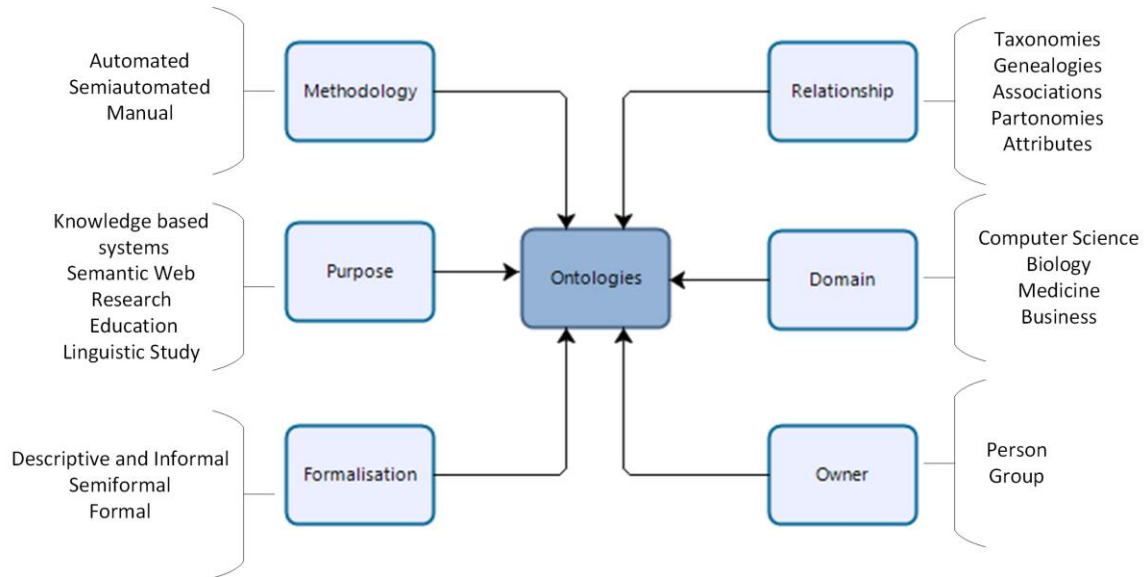 Automated
Semiautomated
Manual
Methodology
Relationship
Taxonomies
Genealogies
Associations
Partonomies
Attributes
Knowledge based
systems
Semantic Web
Research
Education
Linguistic Study
Purpose
Ontologies
Domain
Computer Science
Biology
Medicine
Business
Descriptive and Informal
Semiformal
Formal
Formalisation
Owner
Person
Group